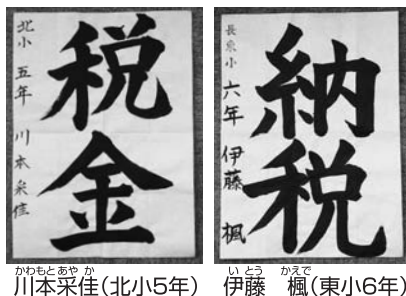 税金
北小 五年 川本采佳
納税
長東小 六年 伊藤 楓
かわもとあやか
川本采佳(北小5年)
いとう かえで
伊藤 楓(東小6年)